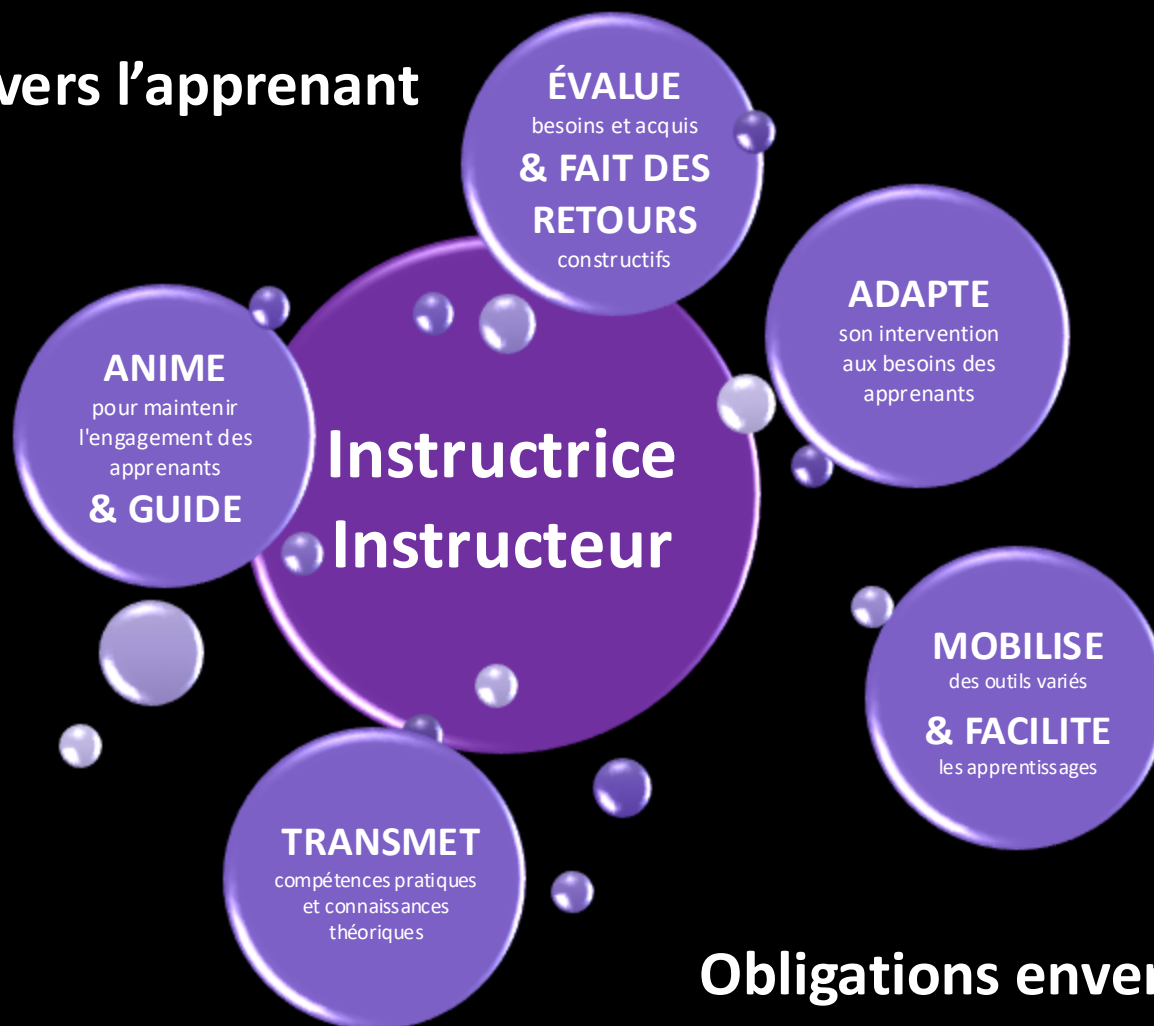 vers l’apprenant
ÉVALUE
besoins et acquis
& FAIT DES
RETOURS
constructifs
ADAPTE
son intervention
aux besoins des
apprenants
ANIME
pour maintenir
l'engagement des
apprenants
& GUIDE
Instructrice
Instructeur
MOBILISE
des outils variés
& FACILITE
les apprentissages
TRANSMET
compétences pratiques
et connaissances
théoriques
Obligations enver